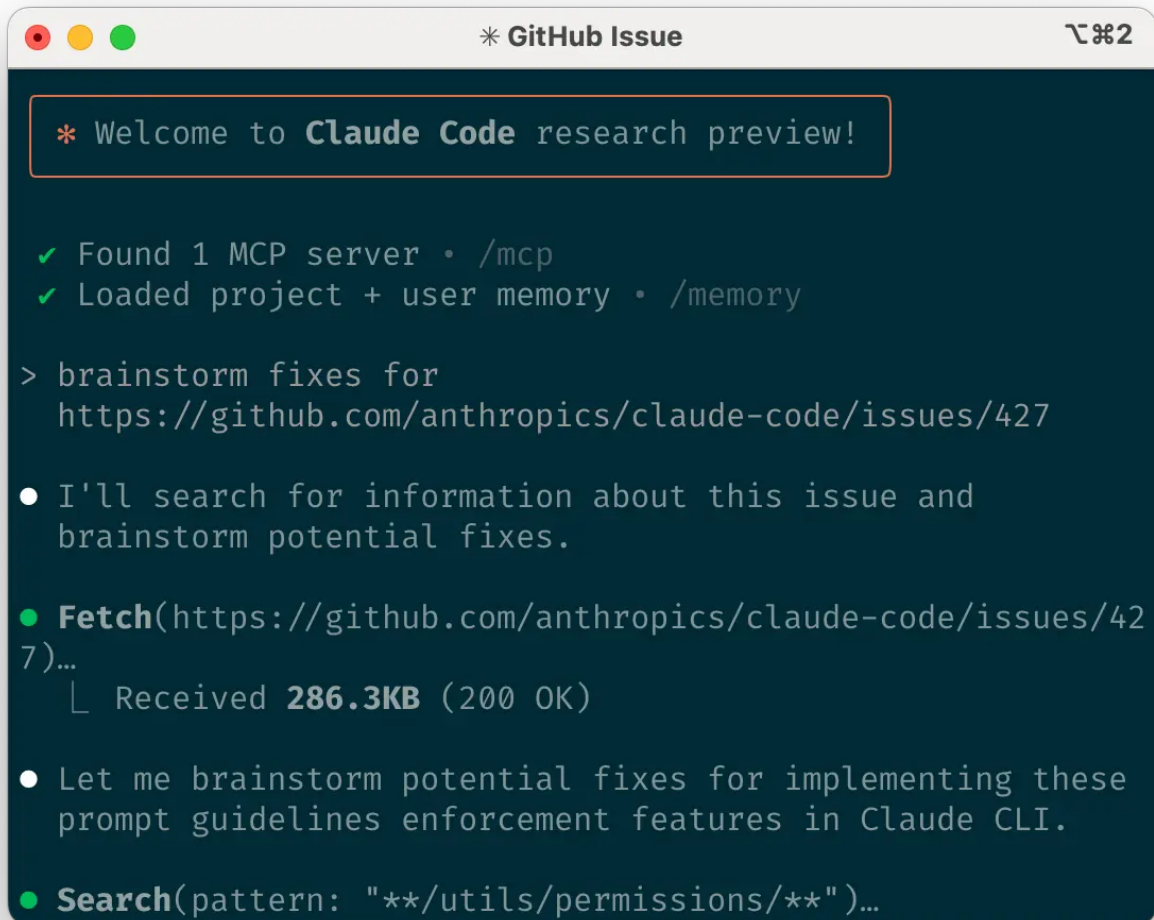 ✳ GitHub Issue ⌥⌘2
✻ Welcome to Claude Code research preview!
✔ Found 1 MCP server • /mcp
✔ Loaded project + user memory • /memory
> brainstorm fixes for
https://github.com/anthropics/claude-code/issues/427
● I'll search for information about this issue and
brainstorm potential fixes.
● Fetch(https://github.com/anthropics/claude-code/issues/42
7)…
⎿ Received 286.3KB (200 OK)
● Let me brainstorm potential fixes for implementing these
prompt guidelines enforcement features in Claude CLI.
● Search(pattern: "**/utils/permissions/**")…